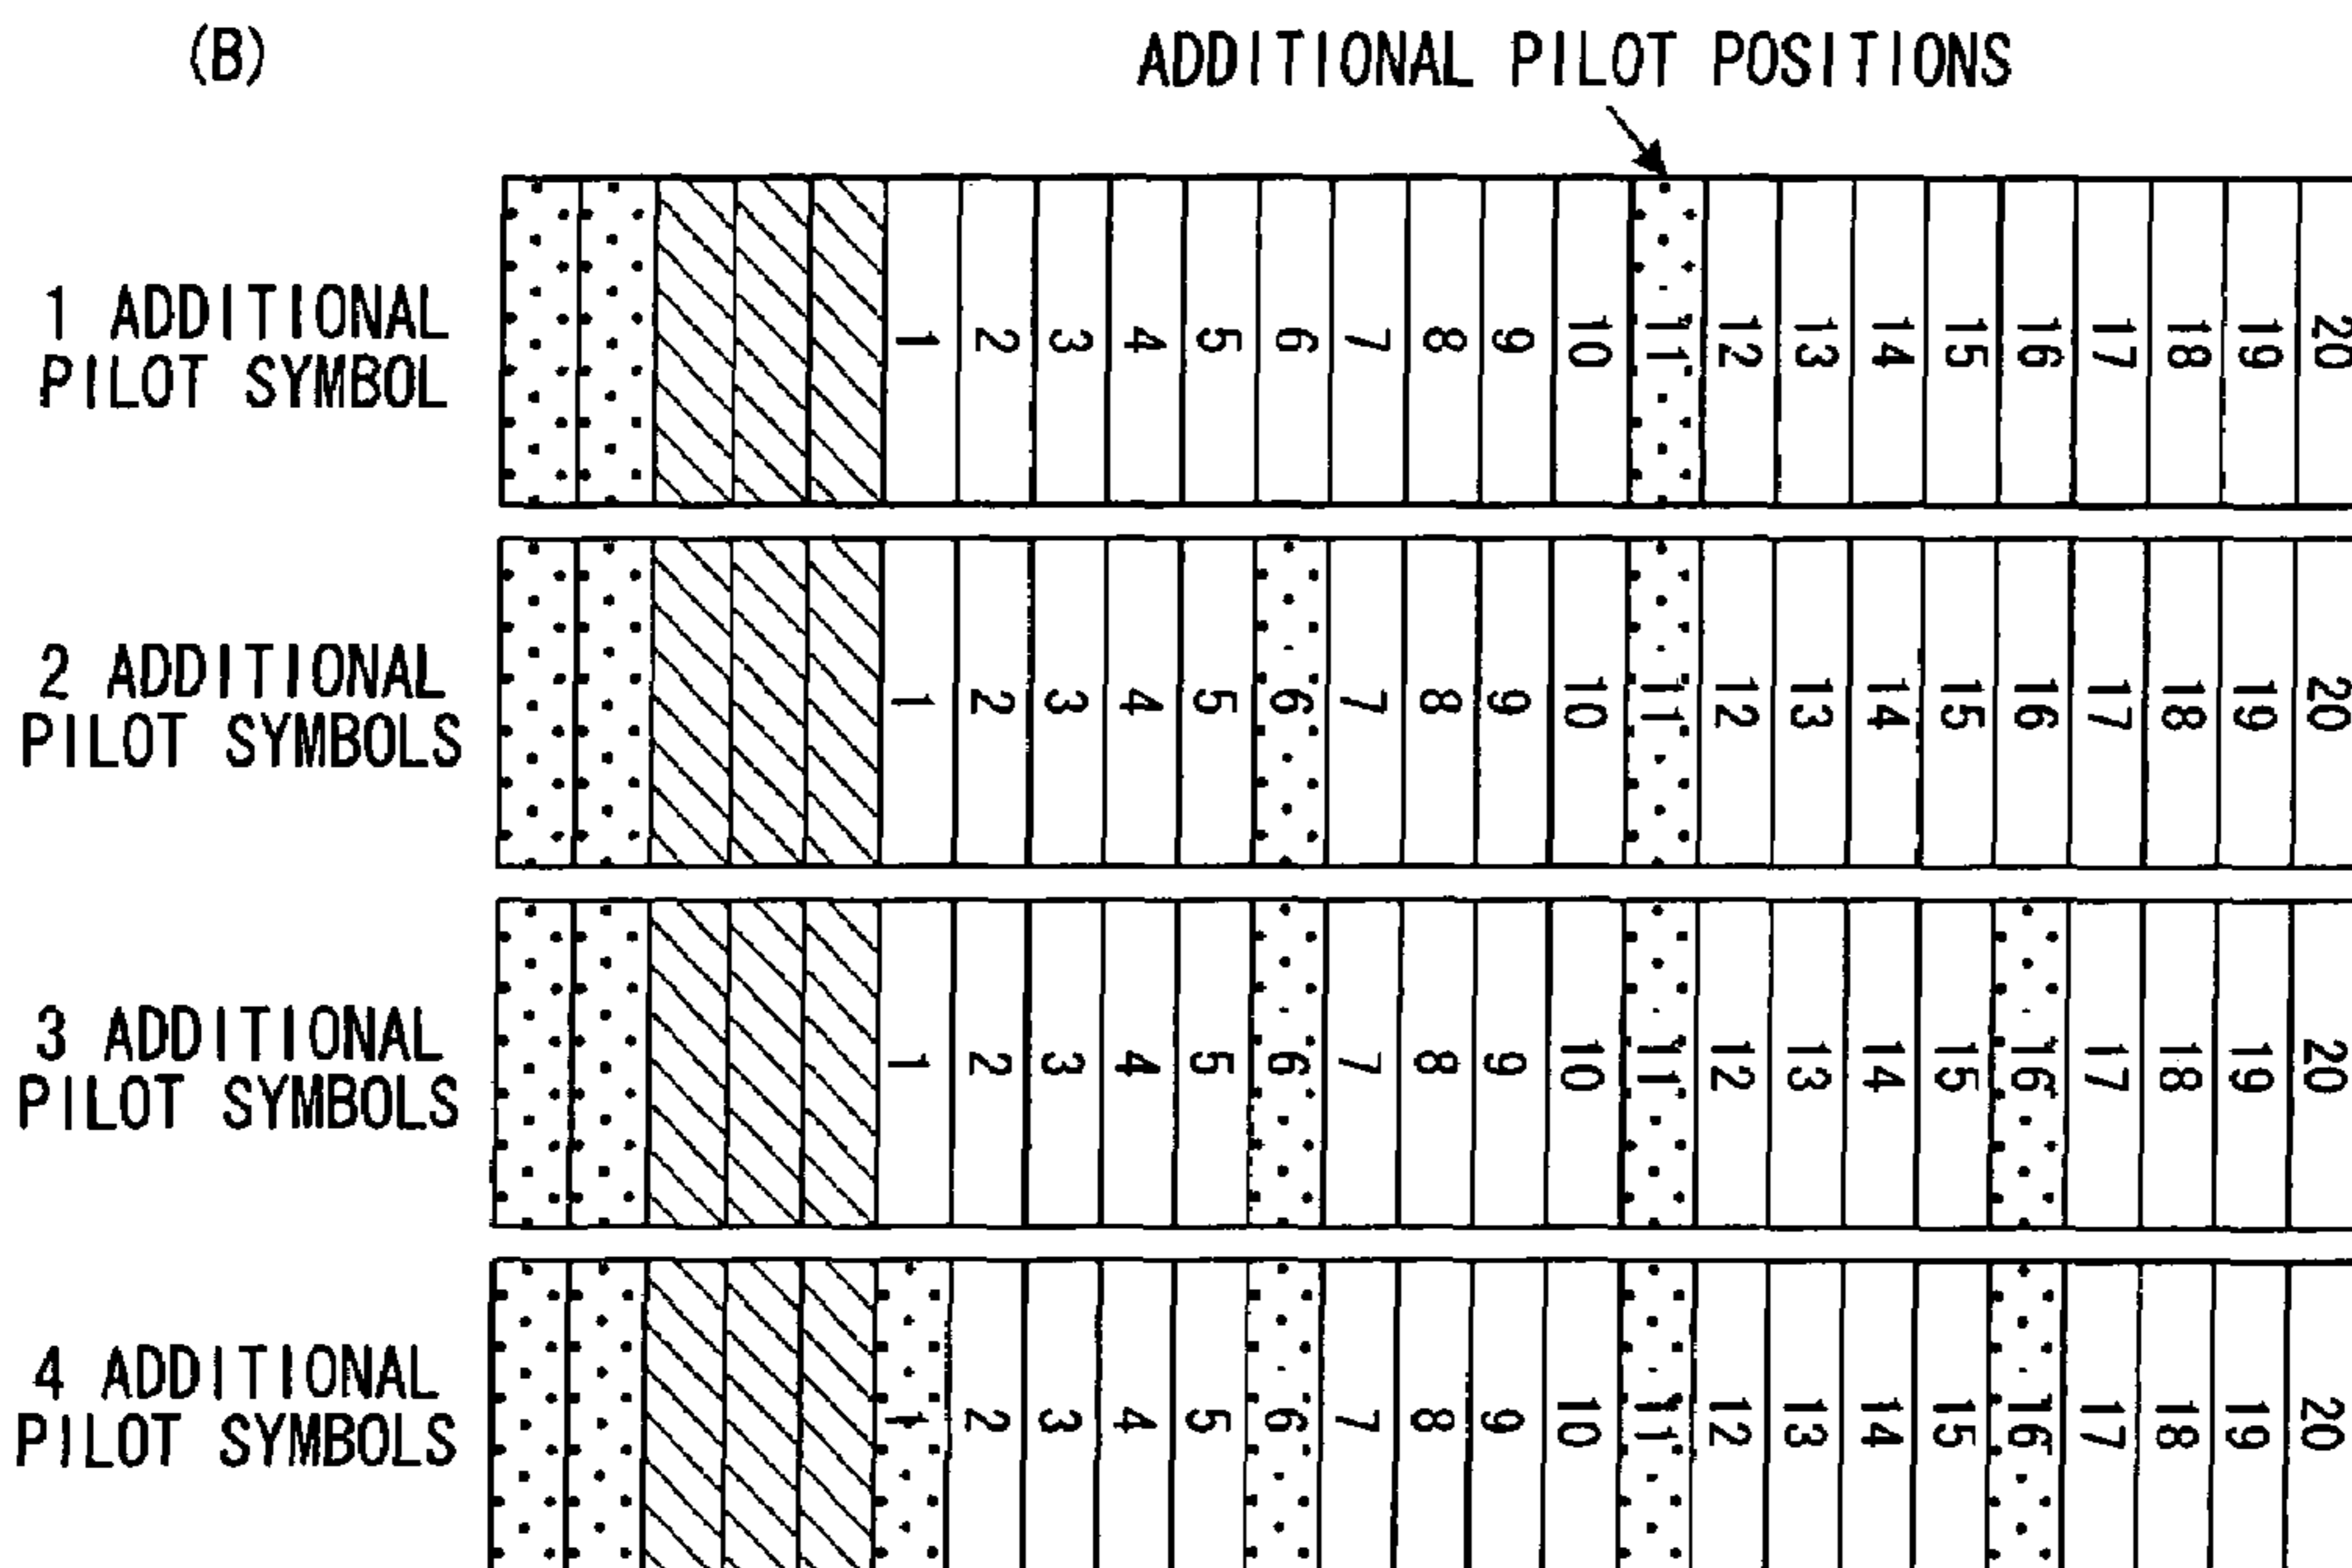 (B)
ADDITIONAL PILOT POSITIONS
1 ADDITIONAL
PILOT SYMBOL
1 2 3 4 5 6 7 8 9 10 11 12 13 14 15 16 17 18 19 20
2 ADDITIONAL
PILOT SYMBOLS
1 2 3 4 5 6 7 8 9 10 11 12 13 14 15 16 17 18 19 20
3 ADDITIONAL
PILOT SYMBOLS
1 2 3 4 5 6 7 8 9 10 11 12 13 14 15 16 17 18 19 20
4 ADDITIONAL
PILOT SYMBOLS
1 2 3 4 5 6 7 8 9 10 11 12 13 14 15 16 17 18 19 20